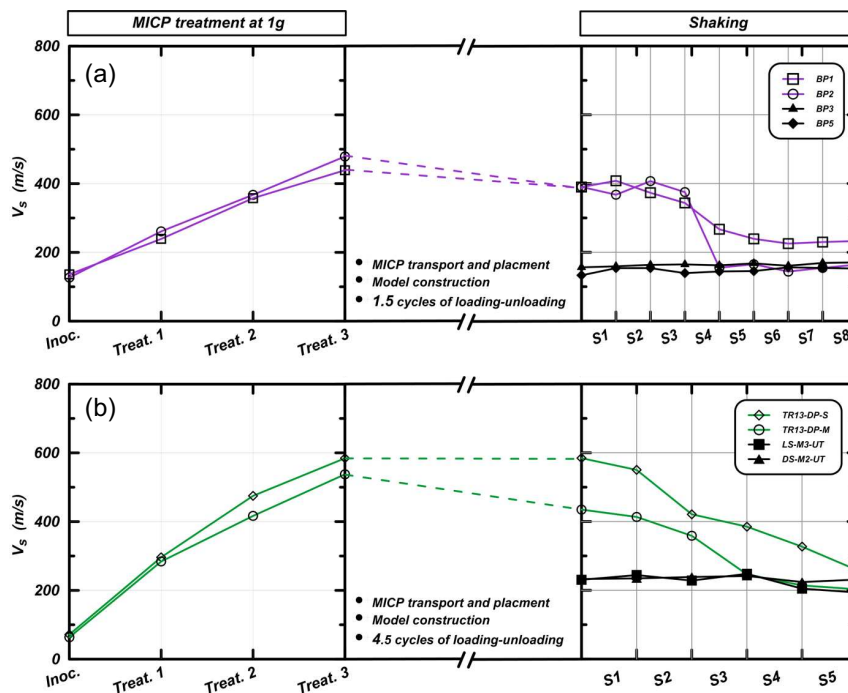 MICP treatment at 1g
Shaking
800
(a)
BP1
BP2
BP3
BP5
600
Vs (m/s)
400
200
MICP transport and placment
Model construction
1.5 cycles of loading-unloading
0
Inoc.
Treat. 1
Treat. 2
Treat. 3
S1
S2
S3
S4
S5
S6
S7
S8
800
(b)
TR13-DP-S
TR13-DP-M
LS-M3-UT
DS-M2-UT
600
Vs (m/s)
400
200
MICP transport and placment
Model construction
4.5 cycles of loading-unloading
0
Inoc.
Treat. 1
Treat. 2
Treat. 3
S1
S2
S3
S4
S5